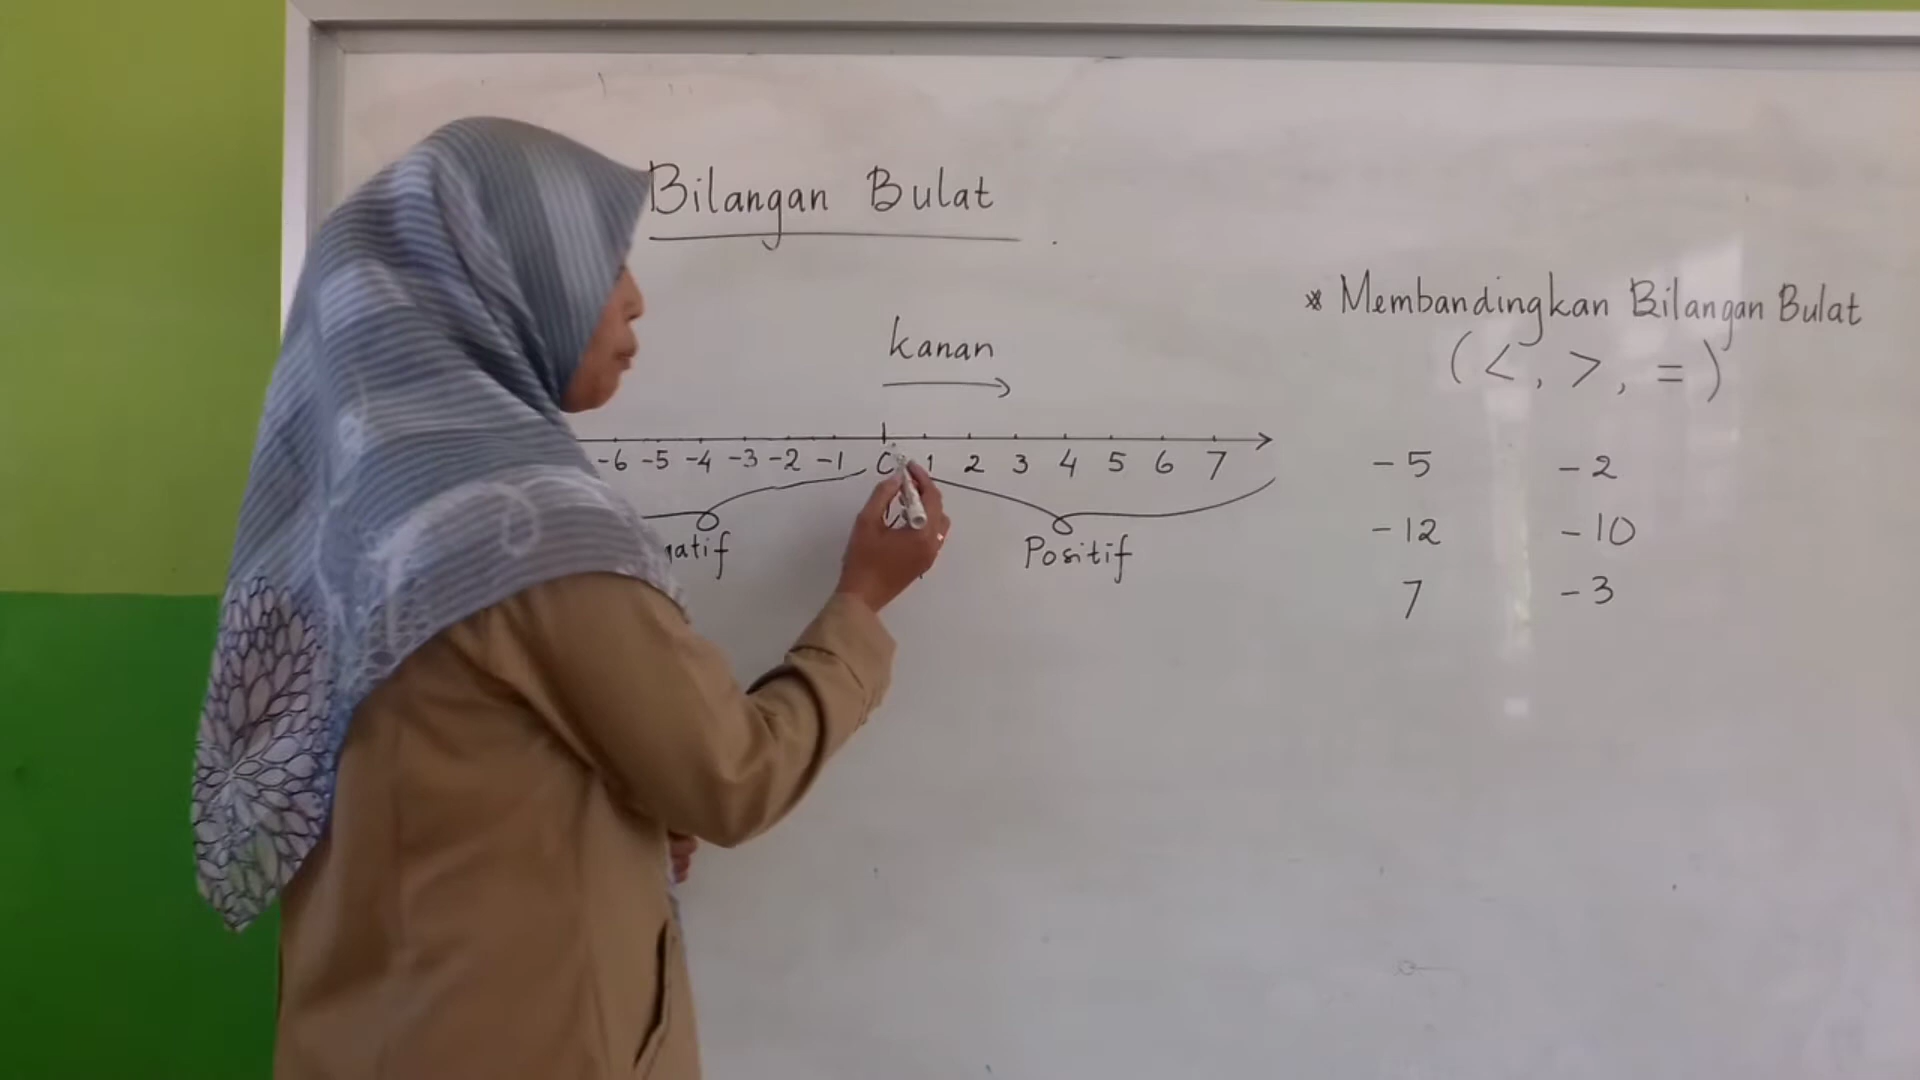 Bilangan Bulat
* Membandingkan Bilangan Bulat
(<, >, =)
kanan
-6 -5 -4 -3 -2 -1 0 1 2 3 4 5 6 7
Positif
-5 -2
-12 -10
7 -3